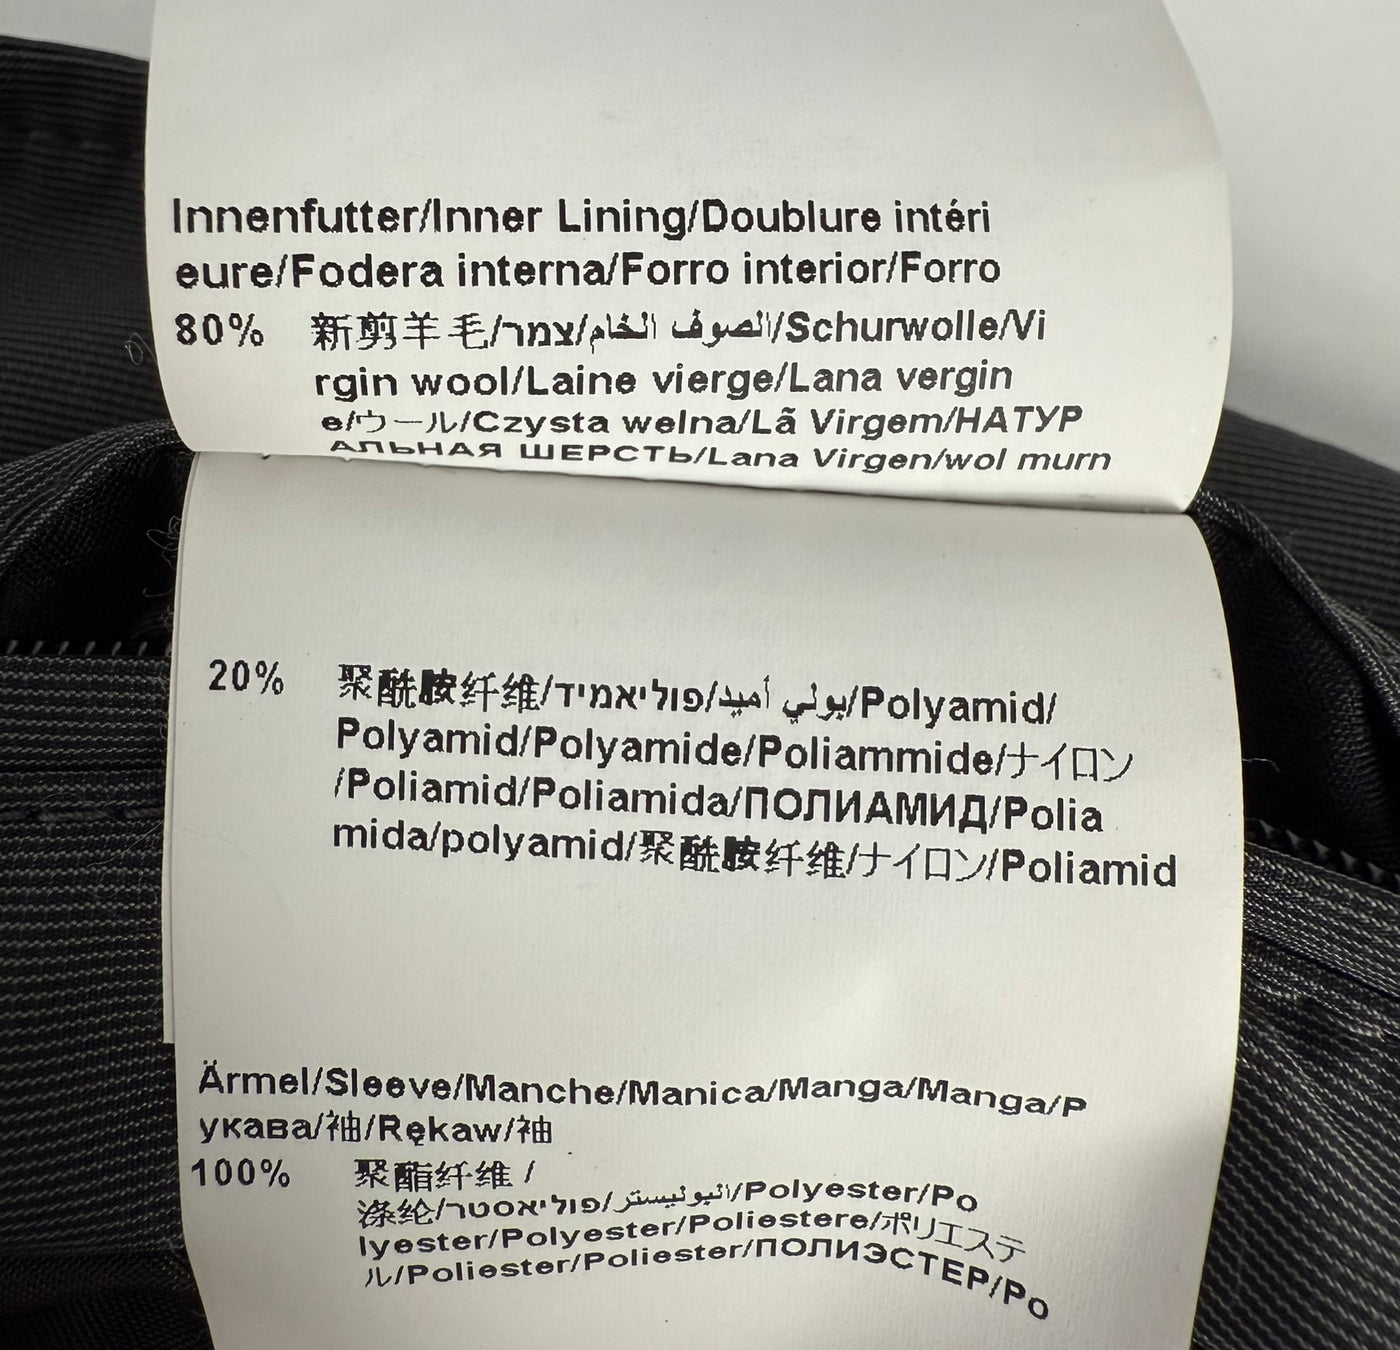 Innenfutter/Inner Lining/Doublure intéri
eure/Fodera interna/Forro interior/Forro
80% 新剪羊毛/צמר/الصوف الخام/Schurwolle/Vi
rgin wool/Laine vierge/Lana vergin
e/ウール/Czysta welna/Lã Virgem/НАТУР
АЛЬНАЯ ШЕРСТЬ/Lana Virgen/wol murn
20% 聚酰胺纤维/פוליאמיד/بولي أميد/Polyamid/
Polyamid/Polyamide/Poliammide/ナイロン
/Poliamid/Poliamida/ПОЛИАМИД/Polia
mida/polyamid/聚酰胺纤维/ナイロン/Poliamid
Ärmel/Sleeve/Manche/Manica/Manga/Manga/Р
укава/袖/Rękaw/袖
100% 聚酯纤维 /
涤纶/פוליאסטר/البوليستر/Polyester/Po
lyester/Polyester/Poliestere/ポリエステ
ル/Poliester/Poliester/ПОЛИЭСТЕР/Po